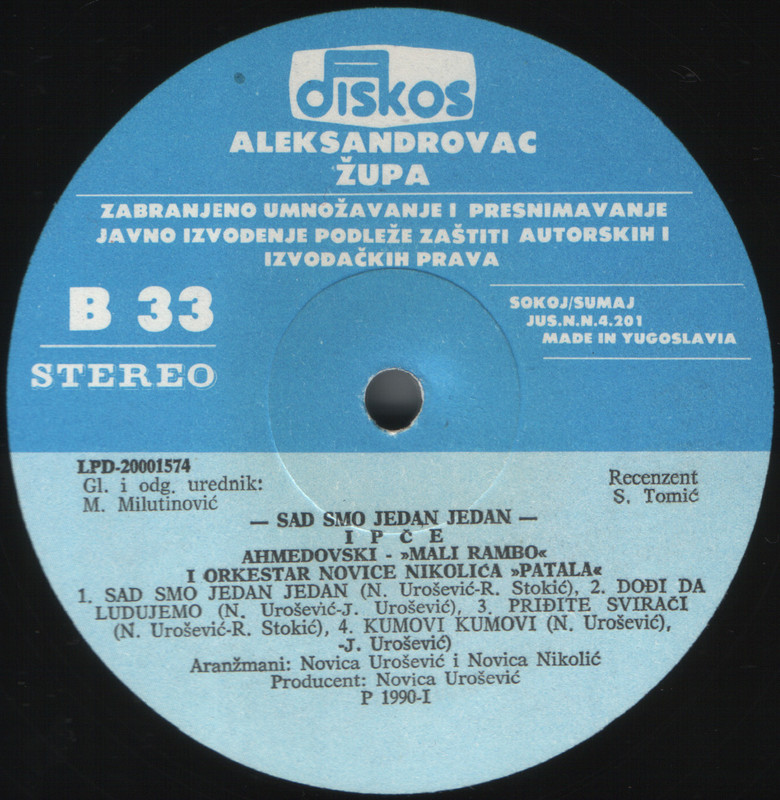 diskos
ALEKSANDROVAC
ŽUPA
ZABRANJENO UMNOŽAVANJE I PRESNIMAVANJE
JAVNO IZVOĐENJE PODLEŽE ZAŠTITI AUTORSKIH I
IZVOĐAČKIH PRAVA
B 33
STEREO
SOKOJ/SUMAJ
JUS.N.N.4.201
MADE IN YUGOSLAVIA
LPD-20001574
Gl. i odg. urednik:
M. Milutinović
Recenzent
S. Tomić
— SAD SMO JEDAN JEDAN —
I P Č E
AHMEDOVSKI - »MALI RAMBO«
I ORKESTAR NOVICE NIKOLIĆA »PATALA«
1. SAD SMO JEDAN JEDAN (N. Urošević-R. Stokić), 2. DOĐI DA
LUDUJEMO (N. Urošević-J. Urošević), 3. PRIĐITE SVIRAČI
(N. Urošević-R. Stokić), 4. KUMOVI KUMOVI (N. Urošević),
-J. Urošević)
Aranžmani: Novica Urošević i Novica Nikolić
Producent: Novica Urošević
P 1990-I